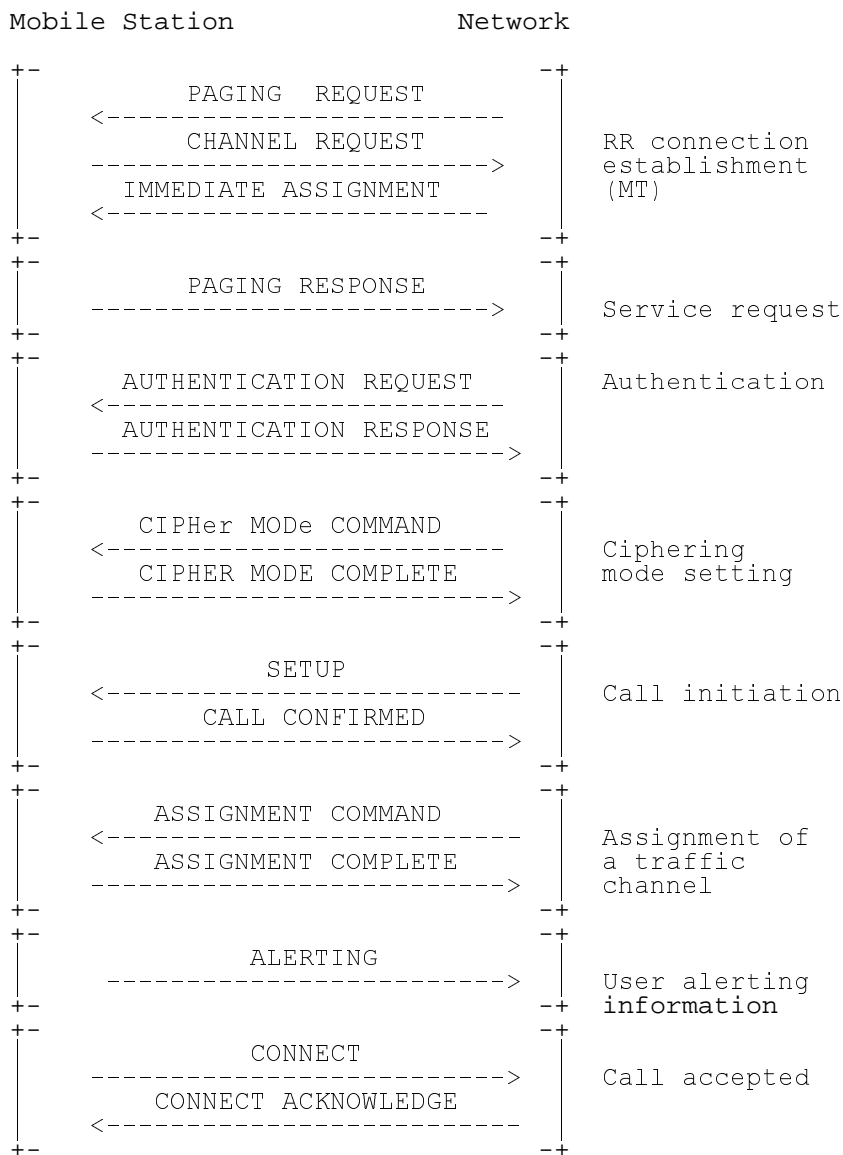 Mobile Station Network
PAGING REQUEST
CHANNEL REQUEST
RR connection
establishment
IMMEDIATE ASSIGNMENT
(MT)
PAGING RESPONSE
Service request
AUTHENTICATION REQUEST
Authentication
AUTHENTICATION RESPONSE
CIPHer MODe COMMAND
Ciphering
CIPHER MODE COMPLETE
mode setting
SETUP
Call initiation
CALL CONFIRMED
ASSIGNMENT COMMAND
Assignment of
ASSIGNMENT COMPLETE
a traffic
channel
ALERTING
User alerting
information
CONNECT
Call accepted
CONNECT ACKNOWLEDGE